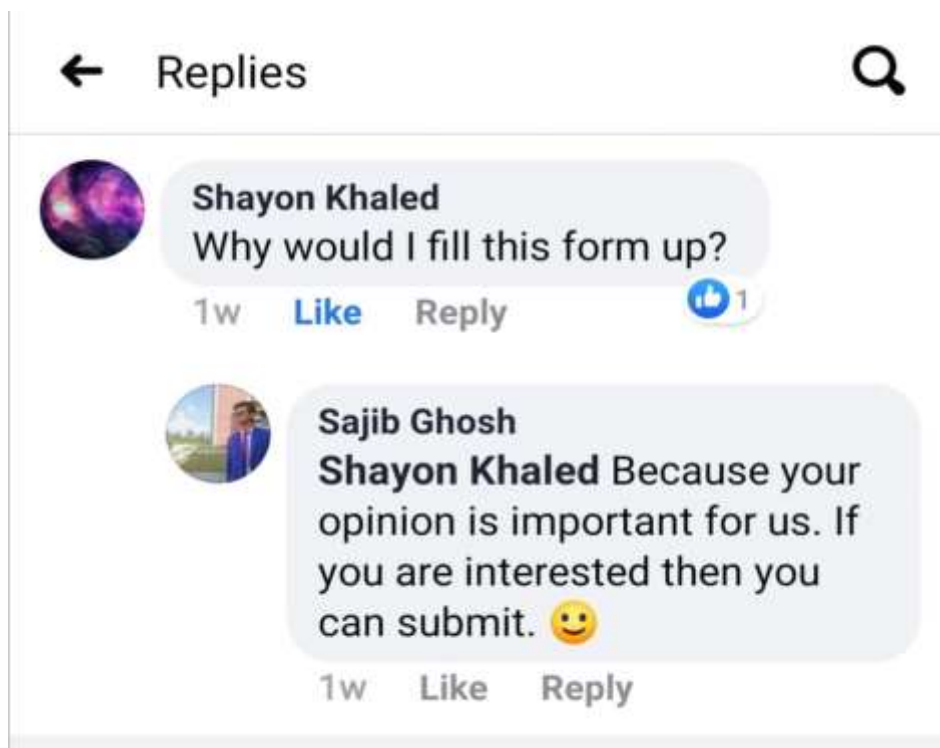 Replies
Shayon Khaled
Why would I fill this form up?
1w Like Reply 1
Sajib Ghosh
Shayon Khaled Because your
opinion is important for us. If
you are interested then you
can submit. 🙂
1w Like Reply